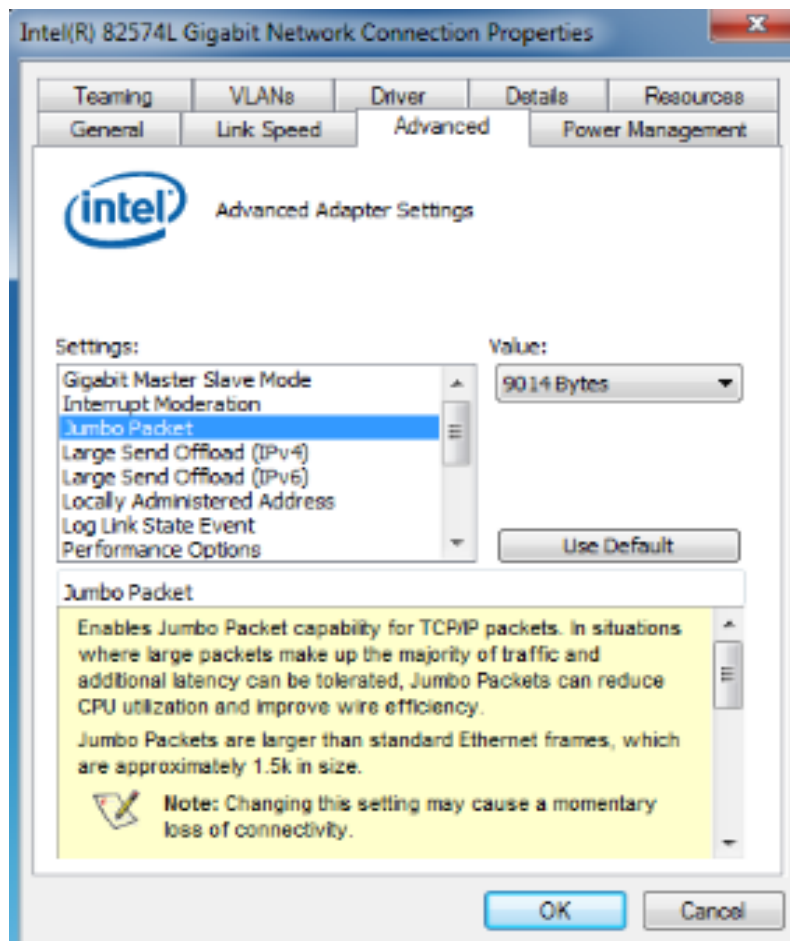 Intel(R) 82574L Gigabit Network Connection Properties
Teaming VLANs Driver Details Resources
General Link Speed Advanced Power Management
intel
Advanced Adapter Settings
Settings:
Value:
Gigabit Master Slave Mode
Interrupt Moderation
Jumbo Packet
Large Send Offload (IPv4)
Large Send Offload (IPv6)
Locally Administered Address
Log Link State Event
Performance Options
9014 Bytes
Use Default
Jumbo Packet
Enables Jumbo Packet capability for TCP/IP packets. In situations
where large packets make up the majority of traffic and
additional latency can be tolerated, Jumbo Packets can reduce
CPU utilization and improve wire efficiency.
Jumbo Packets are larger than standard Ethernet frames, which
are approximately 1.5k in size.
Note: Changing this setting may cause a momentary
loss of connectivity.
OK Cancel